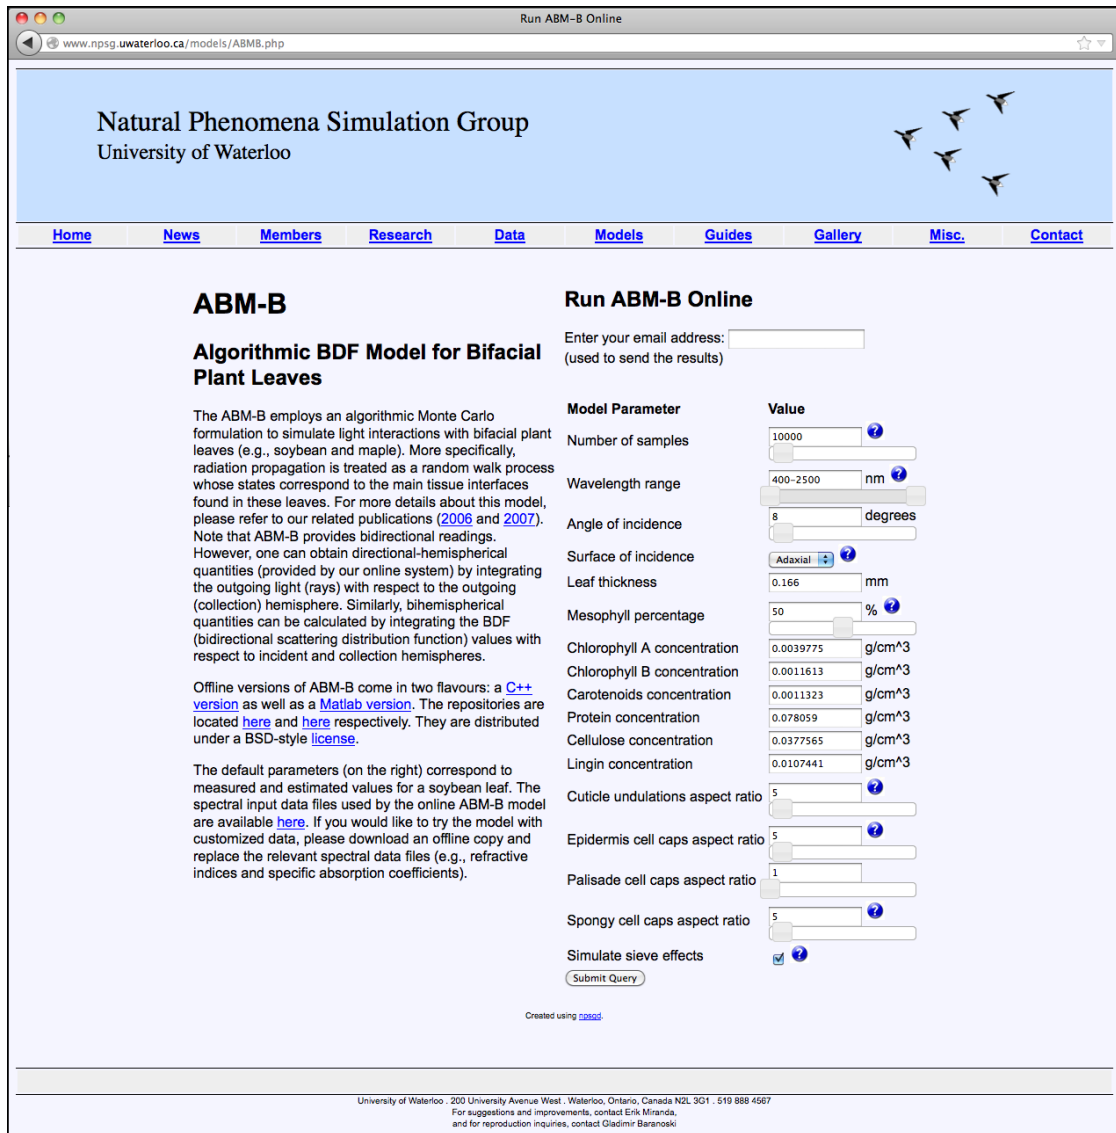 Run ABM-B Online
www.npsg.uwaterloo.ca/models/ABMB.php
Natural Phenomena Simulation Group
University of Waterloo
Home News Members Research Data Models Guides Gallery Misc. Contact
ABM-B
Algorithmic BDF Model for Bifacial
Plant Leaves
The ABM-B employs an algorithmic Monte Carlo
formulation to simulate light interactions with bifacial plant
leaves (e.g., soybean and maple). More specifically,
radiation propagation is treated as a random walk process
whose states correspond to the main tissue interfaces
found in these leaves. For more details about this model,
please refer to our related publications (2006 and 2007).
Note that ABM-B provides bidirectional readings.
However, one can obtain directional-hemispherical
quantities (provided by our online system) by integrating
the outgoing light (rays) with respect to the outgoing
(collection) hemisphere. Similarly, bihemispherical
quantities can be calculated by integrating the BDF
(bidirectional scattering distribution function) values with
respect to incident and collection hemispheres.
Offline versions of ABM-B come in two flavours: a C++
version as well as a Matlab version. The repositories are
located here and here respectively. They are distributed
under a BSD-style license.
The default parameters (on the right) correspond to
measured and estimated values for a soybean leaf. The
spectral input data files used by the online ABM-B model
are available here. If you would like to try the model with
customized data, please download an offline copy and
replace the relevant spectral data files (e.g., refractive
indices and specific absorption coefficients).
Run ABM-B Online
Enter your email address:
(used to send the results)
Model Parameter Value
Number of samples 10000 ?
Wavelength range 400-2500 nm ?
Angle of incidence 8 degrees
Surface of incidence Adaxial ?
Leaf thickness 0.166 mm
Mesophyll percentage 50 % ?
Chlorophyll A concentration 0.0039775 g/cm^3
Chlorophyll B concentration 0.0011613 g/cm^3
Carotenoids concentration 0.0011323 g/cm^3
Protein concentration 0.078059 g/cm^3
Cellulose concentration 0.0377565 g/cm^3
Lingin concentration 0.0107441 g/cm^3
Cuticle undulations aspect ratio 5 ?
Epidermis cell caps aspect ratio 5 ?
Palisade cell caps aspect ratio 1
Spongy cell caps aspect ratio 5 ?
Simulate sieve effects ?
Submit Query
Created using npsgd.
University of Waterloo . 200 University Avenue West . Waterloo, Ontario, Canada N2L 3G1 . 519 888 4567
For suggestions and improvements, contact Erik Miranda,
and for reproduction inquiries, contact Gladimir Baranoski